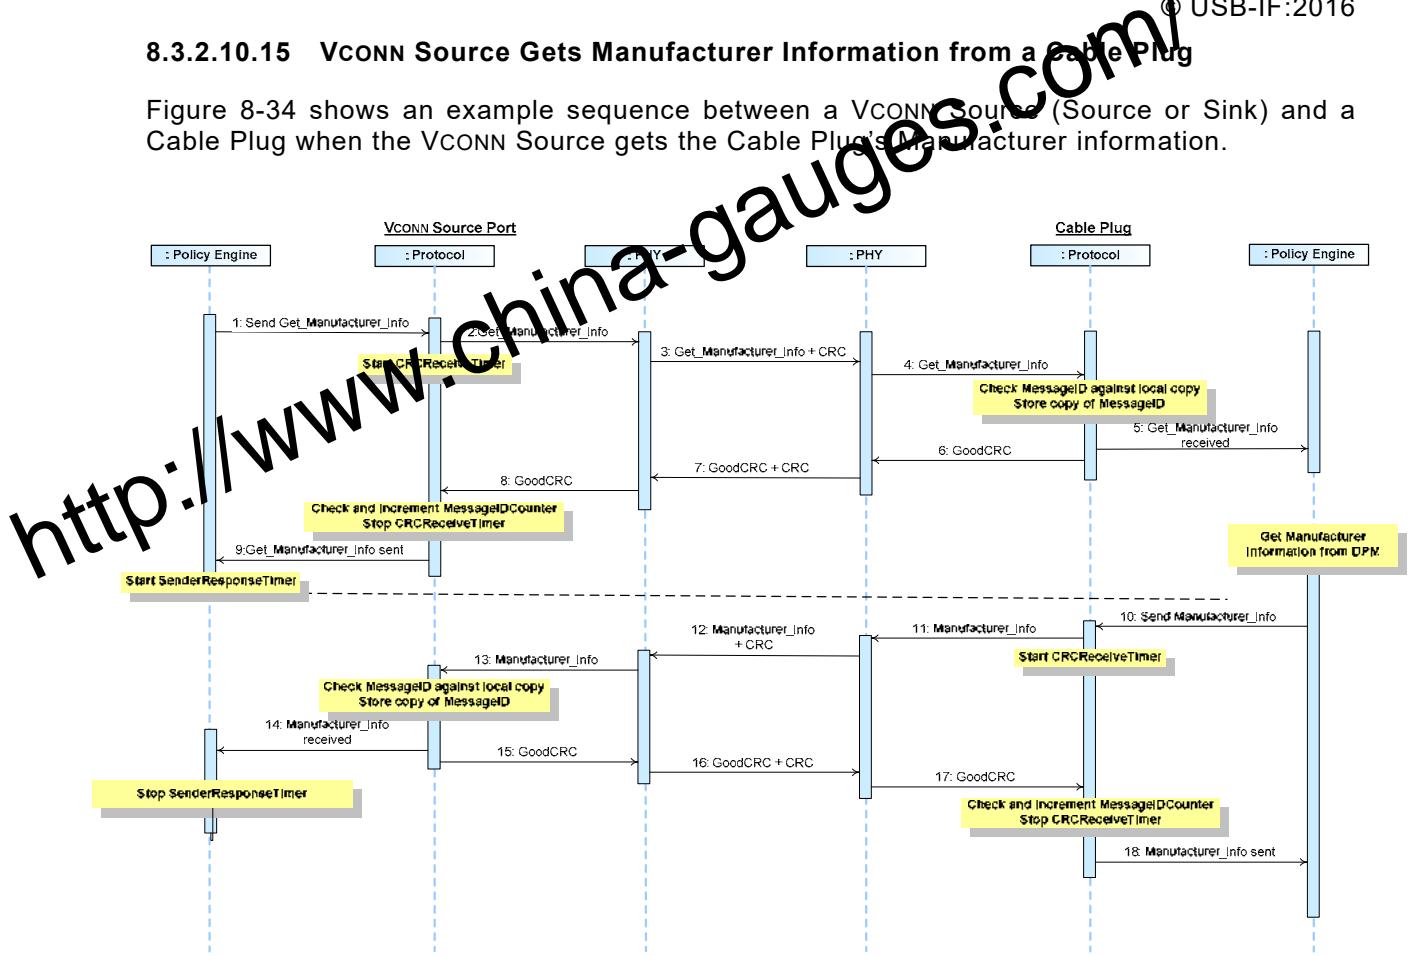 © USB-IF:2016
8.3.2.10.15 VCONN Source Gets Manufacturer Information from a Cable Plug
Figure 8-34 shows an example sequence between a VCONN Source (Source or Sink) and a
Cable Plug when the VCONN Source gets the Cable Plug's Manufacturer information.
http://www.china-gauges.com/
VCONN Source Port
Cable Plug
: Policy Engine
: Protocol
: PHY
: PHY
: Protocol
: Policy Engine
1: Send Get_Manufacturer_Info
2:Get_Manufacturer_Info
Start CRCReceiveTimer
3: Get_Manufacturer_Info + CRC
4: Get_Manufacturer_Info
Check MessageID against local copy
Store copy of MessageID
5: Get_Manufacturer_Info
received
6: GoodCRC
7: GoodCRC + CRC
8: GoodCRC
Check and Increment MessageIDCounter
Stop CRCReceiveTimer
9:Get_Manufacturer_Info sent
Start SenderResponseTimer
Get Manufacturer
Information from DPM
10: Send Manufacturer_Info
11: Manufacturer_Info
Start CRCReceiveTimer
12: Manufacturer_Info
+ CRC
13: Manufacturer_Info
Check MessageID against local copy
Store copy of MessageID
14: Manufacturer_Info
received
15: GoodCRC
16: GoodCRC + CRC
17: GoodCRC
Stop SenderResponseTimer
Check and Increment MessageIDCounter
Stop CRCReceiveTimer
18: Manufacturer_Info sent